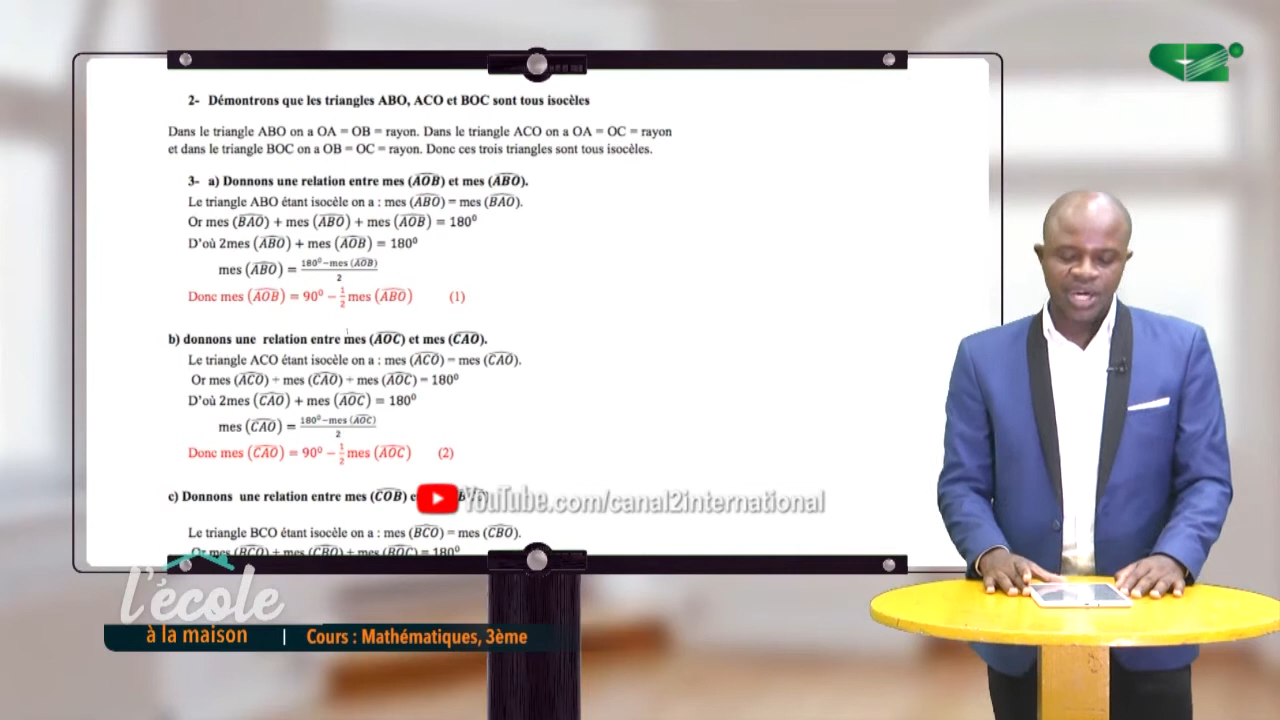 2- Démontrons que les triangles ABO, ACO et BOC sont tous isocèles
Dans le triangle ABO on a OA = OB = rayon. Dans le triangle ACO on a OA = OC = rayon
et dans le triangle BOC on a OB = OC = rayon. Donc ces trois triangles sont tous isocèles.
3- a) Donnons une relation entre mes (AOB) et mes (ABO).
Le triangle ABO étant isocèle on a : mes (ABO) = mes (BAO).
Or mes (BAO) + mes (ABO) + mes (AOB) = 180⁰
D'où 2mes (ABO) + mes (AOB) = 180⁰
mes (ABO) = 180⁰−mes (AOB)/2
Donc mes (AOB) = 90⁰ − 1/2 mes (ABO) (1)
b) donnons une relation entre mes (AOC) et mes (CAO).
Le triangle ACO étant isocèle on a : mes (ACO) = mes (CAO).
Or mes (ACO) + mes (CAO) + mes (AOC) = 180⁰
D'où 2mes (CAO) + mes (AOC) = 180⁰
mes (CAO) = 180⁰−mes (AOC)/2
Donc mes (CAO) = 90⁰ − 1/2 mes (AOC) (2)
c) Donnons une relation entre mes (COB)
YouTube.com/canal2international
Le triangle BCO étant isocèle on a : mes (BCO) = mes (CBO).
Or mes (BCO) + mes (CBO) + mes (BOC) = 180⁰
l'école
à la maison | Cours : Mathématiques, 3ème